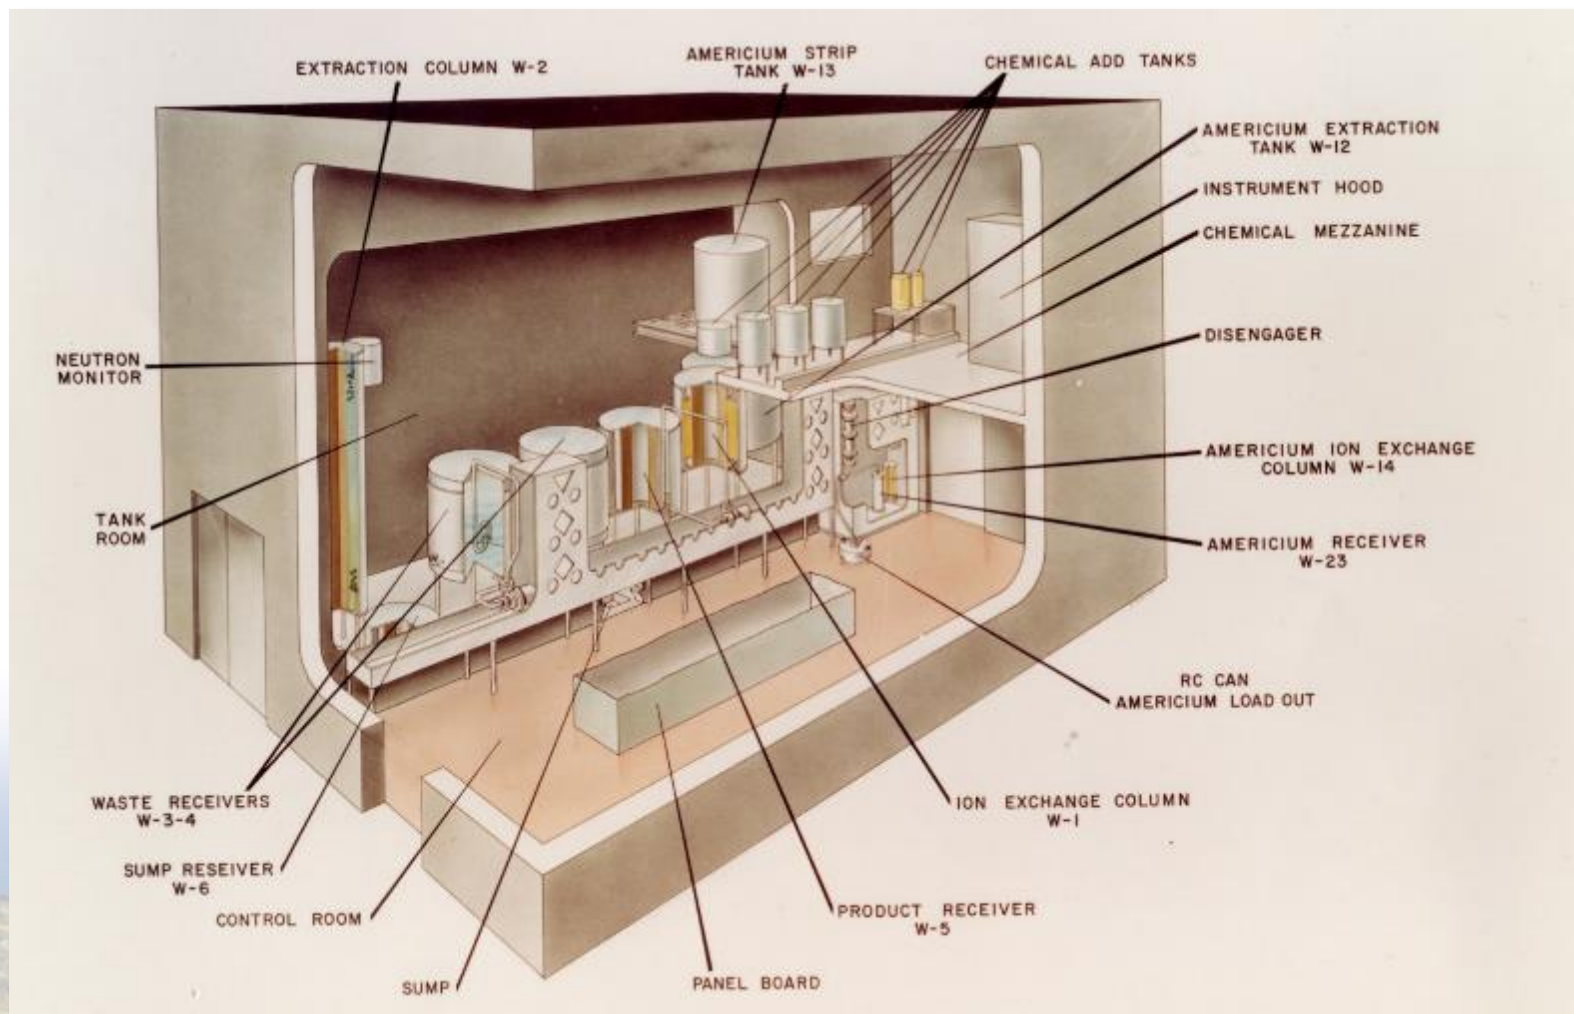 EXTRACTION COLUMN W-2
AMERICIUM STRIP
TANK W-13
CHEMICAL ADD TANKS
AMERICIUM EXTRACTION
TANK W-12
INSTRUMENT HOOD
CHEMICAL MEZZANINE
NEUTRON
MONITOR
DISENGAGER
AMERICIUM ION EXCHANGE
COLUMN W-14
TANK
ROOM
AMERICIUM RECEIVER
W-23
RC CAN
AMERICIUM LOAD OUT
WASTE RECEIVERS
W-3-4
ION EXCHANGE COLUMN
W-1
SUMP RESEIVER
W-6
CONTROL ROOM
PRODUCT RECEIVER
W-5
SUMP
PANEL BOARD